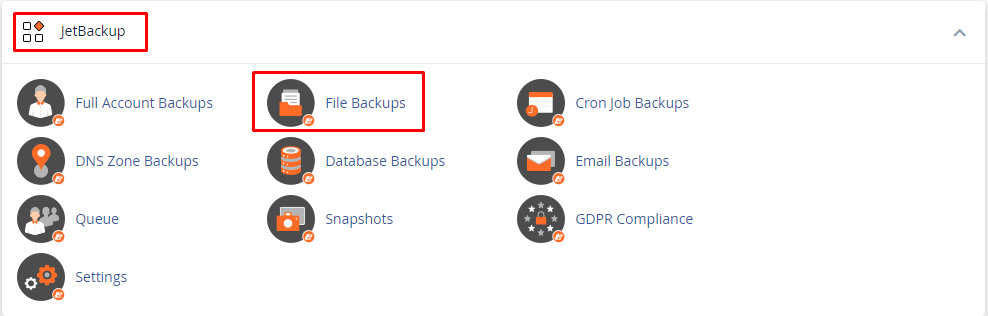 JetBackup
Full Account Backups
File Backups
Cron Job Backups
DNS Zone Backups
Database Backups
Email Backups
Queue
Snapshots
GDPR Compliance
Settings